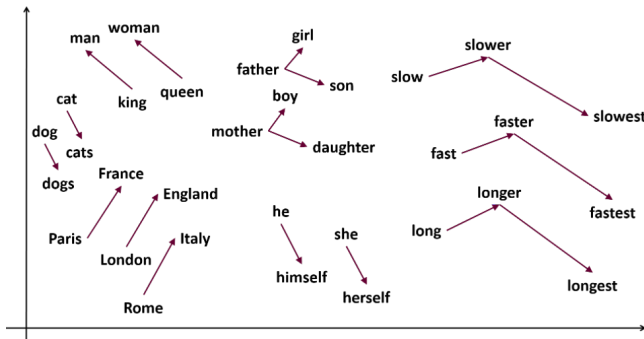 man
woman
king
queen
cat
cats
dog
dogs
France
England
Italy
Paris
London
Rome
girl
father
son
boy
mother
daughter
he
himself
she
herself
slower
slow
slowest
faster
fast
fastest
longer
long
longest